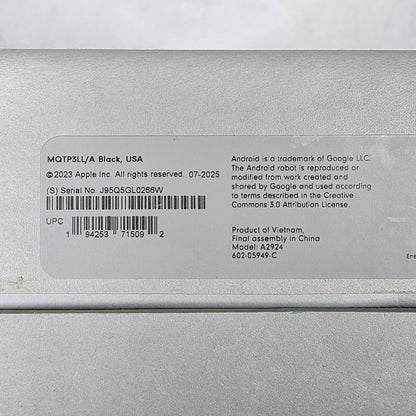 MQTP3LL/A Black, USA
©2023 Apple Inc. All rights reserved. 07-2025
(S) Serial No. J95Q5GL0266W
UPC
1 94253 71509 2
Android is a trademark of Google LLC.
The Android robot is reproduced or
modified from work created and
shared by Google and used according
to terms described in the Creative
Commons 3.0 Attribution License.
Product of Vietnam,
Final assembly in China
Model: A2924
602-05949-C